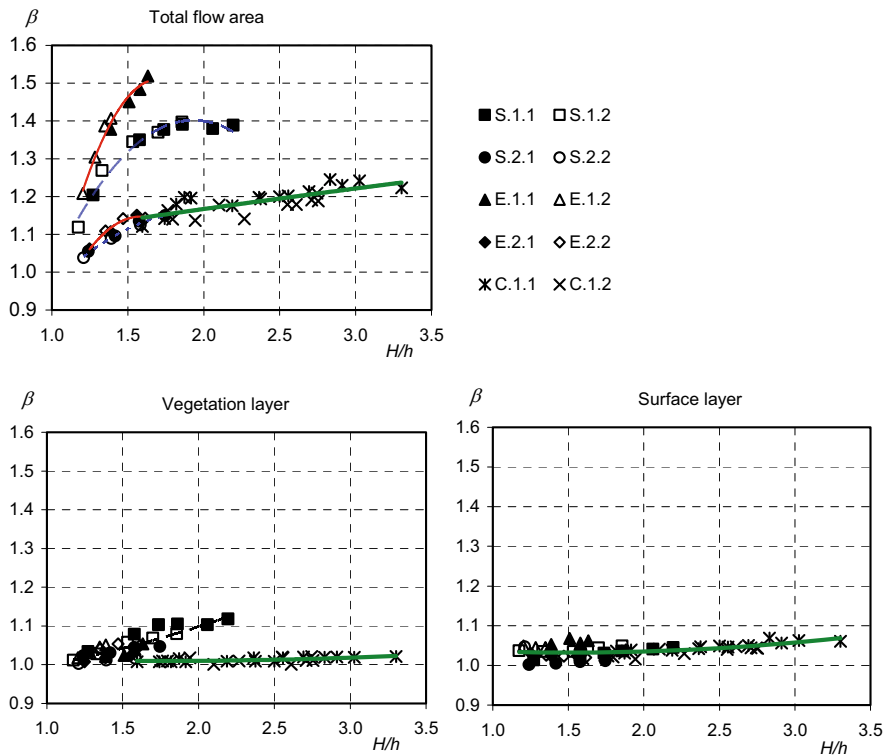 β Total flow area
1.6
1.5
1.4
1.3
1.2
1.1
1.0
0.9
1.0 1.5 2.0 2.5 3.0 3.5
H/h
S.1.1 S.1.2
S.2.1 S.2.2
E.1.1 E.1.2
E.2.1 E.2.2
C.1.1 C.1.2
β Vegetation layer
1.6
1.5
1.4
1.3
1.2
1.1
1.0
0.9
1.0 1.5 2.0 2.5 3.0 3.5
H/h
β Surface layer
1.6
1.5
1.4
1.3
1.2
1.1
1.0
0.9
1.0 1.5 2.0 2.5 3.0 3.5
H/h